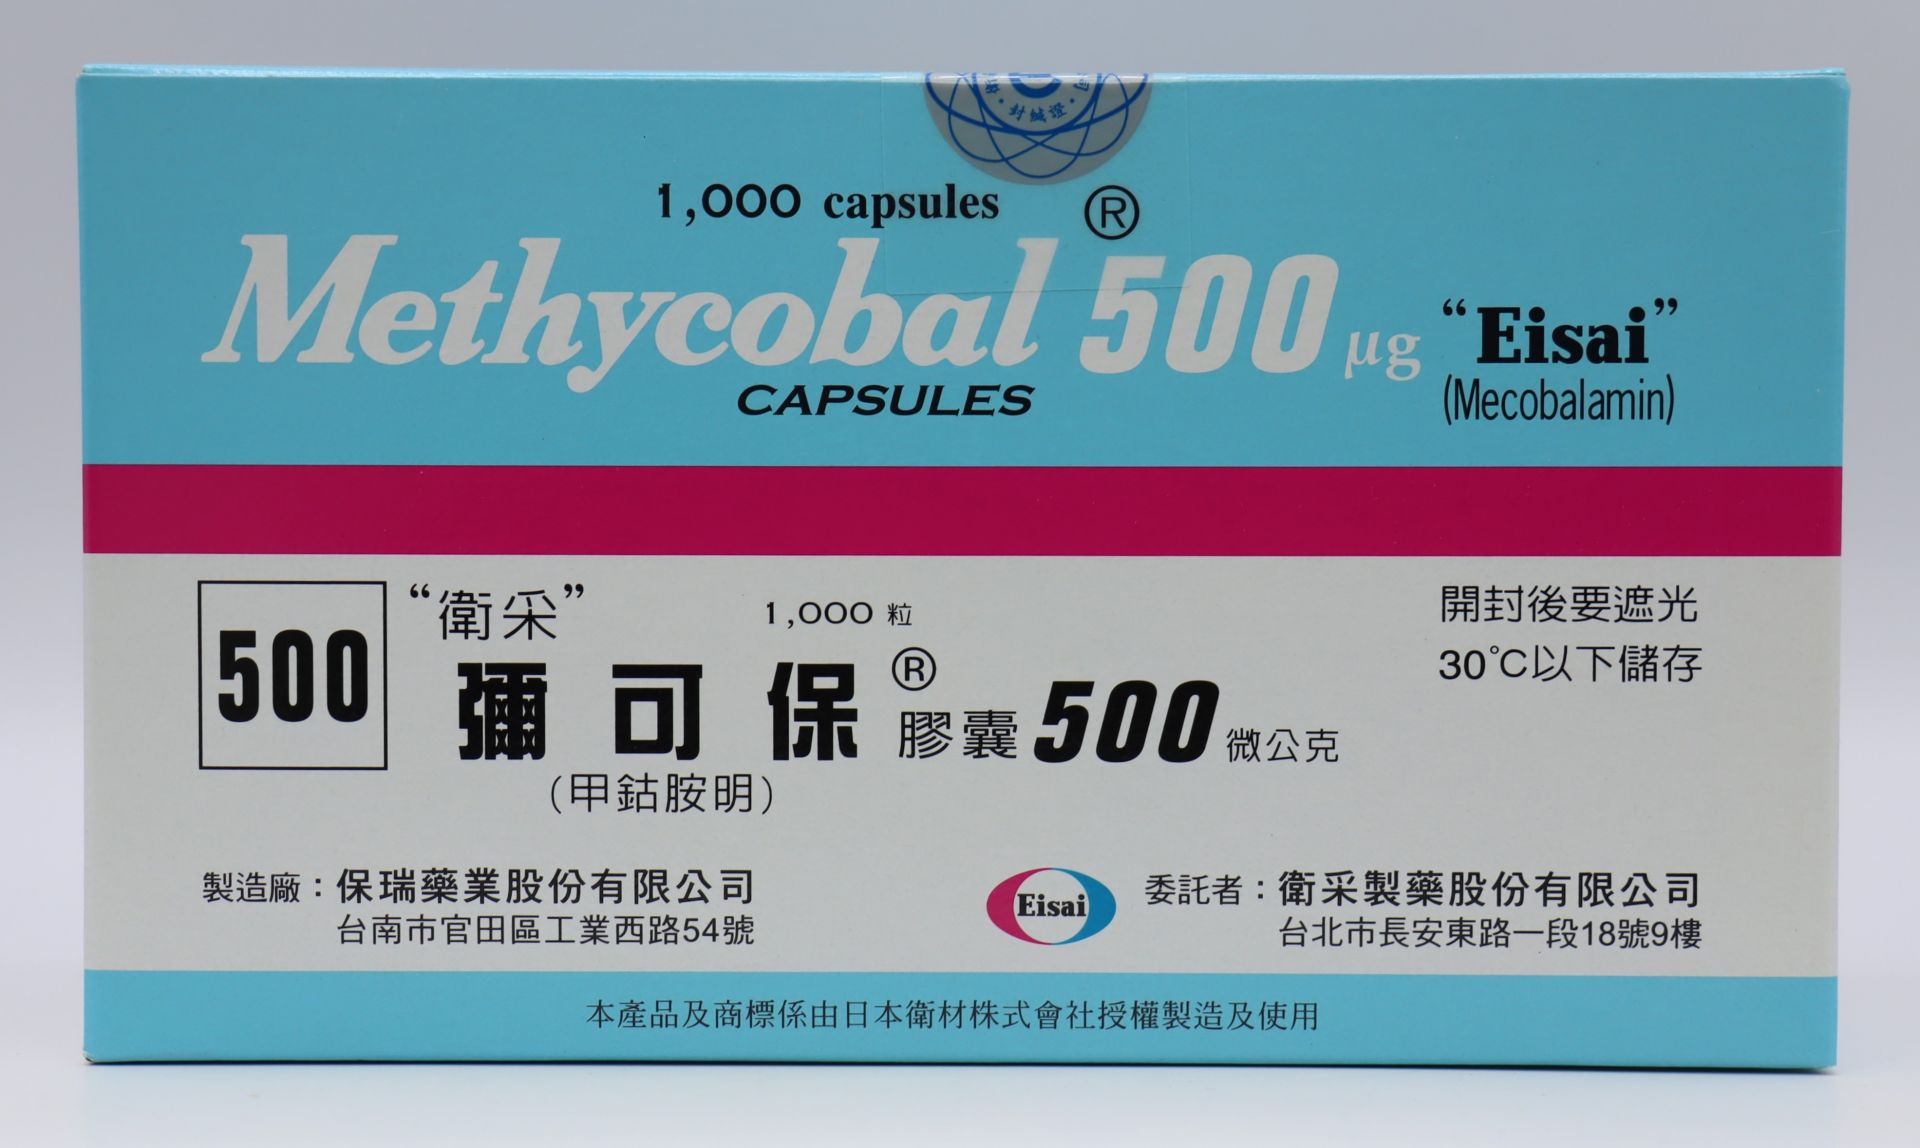 封緘證
1,000 capsules
Methycobal® 500 μg "Eisai"
CAPSULES
(Mecobalamin)
500
"衛采"
1,000 粒
彌可保® 膠囊 500 微公克
(甲鈷胺明)
開封後要遮光
30℃以下儲存
製造廠：保瑞藥業股份有限公司
台南市官田區工業西路54號
Eisai
委託者：衛采製藥股份有限公司
台北市長安東路一段18號9樓
本產品及商標係由日本衛材株式會社授權製造及使用